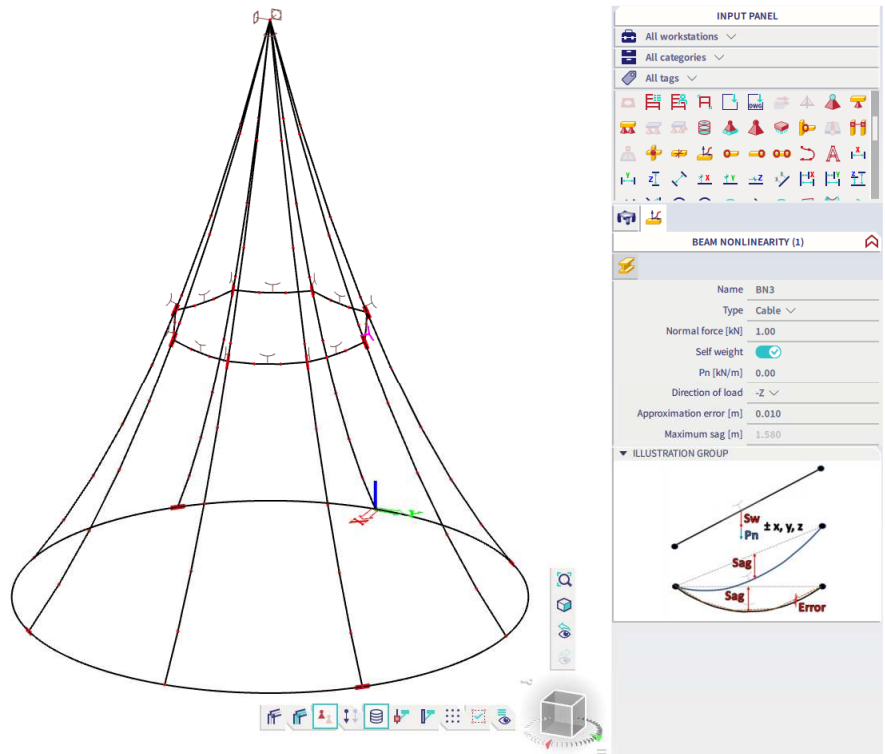 INPUT PANEL
All workstations
All categories
All tags
DWG
X
Y
Z
X
Y
Z
X
Y
Z
BEAM NONLINEARITY (1)
Name BN3
Type Cable
Normal force [kN] 1.00
Self weight
Pn [kN/m] 0.00
Direction of load -Z
Approximation error [m] 0.010
Maximum sag [m] 1.580
ILLUSTRATION GROUP
Sw
± x, y, z
Pn
Sag
Sag
Error